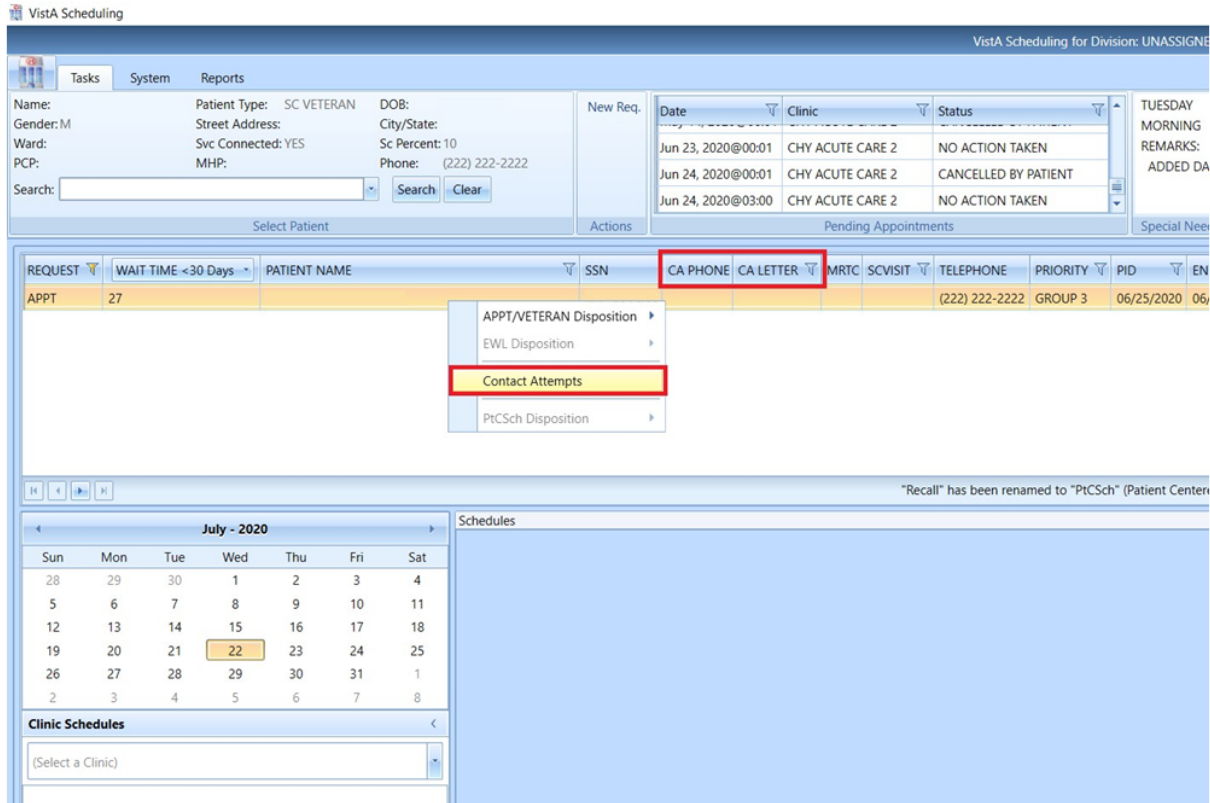 VistA Scheduling
VistA Scheduling for Division: UNASSIGNE
Tasks System Reports
Name: Patient Type: SC VETERAN DOB:
Gender: M Street Address: City/State:
Ward: Svc Connected: YES Sc Percent: 10
PCP: MHP: Phone: (222) 222-2222
Search: Search Clear
Select Patient
New Req.
Actions
Date Clinic Status
Jun 23, 2020@00:01 CHY ACUTE CARE 2 NO ACTION TAKEN
Jun 24, 2020@00:01 CHY ACUTE CARE 2 CANCELLED BY PATIENT
Jun 24, 2020@03:00 CHY ACUTE CARE 2 NO ACTION TAKEN
Pending Appointments
TUESDAY
MORNING
REMARKS:
ADDED DA
Special Nee
REQUEST WAIT TIME <30 Days PATIENT NAME SSN CA PHONE CA LETTER MRTC SCVISIT TELEPHONE PRIORITY PID EN
APPT 27 (222) 222-2222 GROUP 3 06/25/2020 06/
APPT/VETERAN Disposition
EWL Disposition
Contact Attempts
PtCSch Disposition
"Recall" has been renamed to "PtCSch" (Patient Centere
July - 2020
Sun Mon Tue Wed Thu Fri Sat
28 29 30 1 2 3 4
5 6 7 8 9 10 11
12 13 14 15 16 17 18
19 20 21 22 23 24 25
26 27 28 29 30 31 1
2 3 4 5 6 7 8
Clinic Schedules
(Select a Clinic)
Schedules